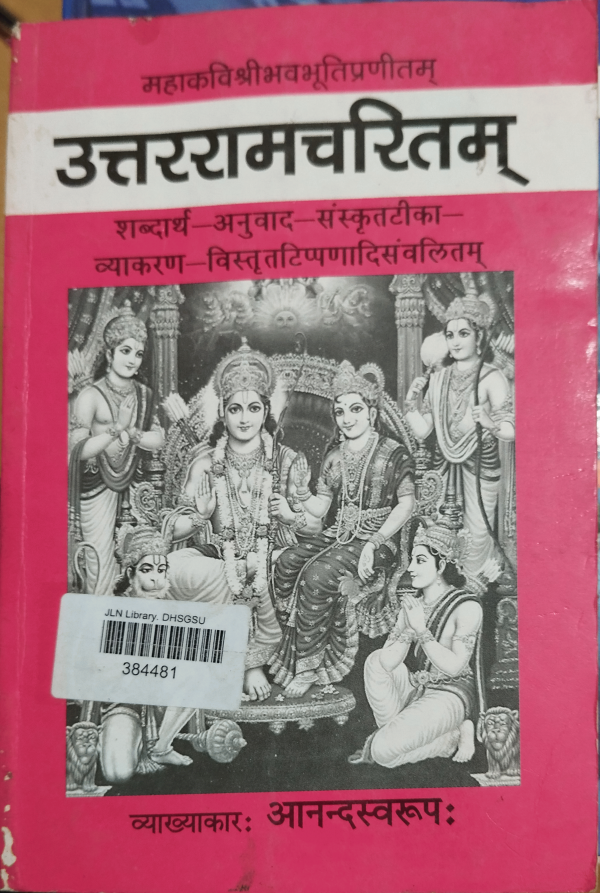 महाकविश्रीभवभूतिप्रणीतम्
उत्तररामचरितम्
शब्दार्थ—अनुवाद—संस्कृतटीका—
व्याकरण—विस्तृतटिप्पणादिसंवलितम्
JLN Library. DHSGSU
384481
व्याख्याकार: आनन्दस्वरूप: